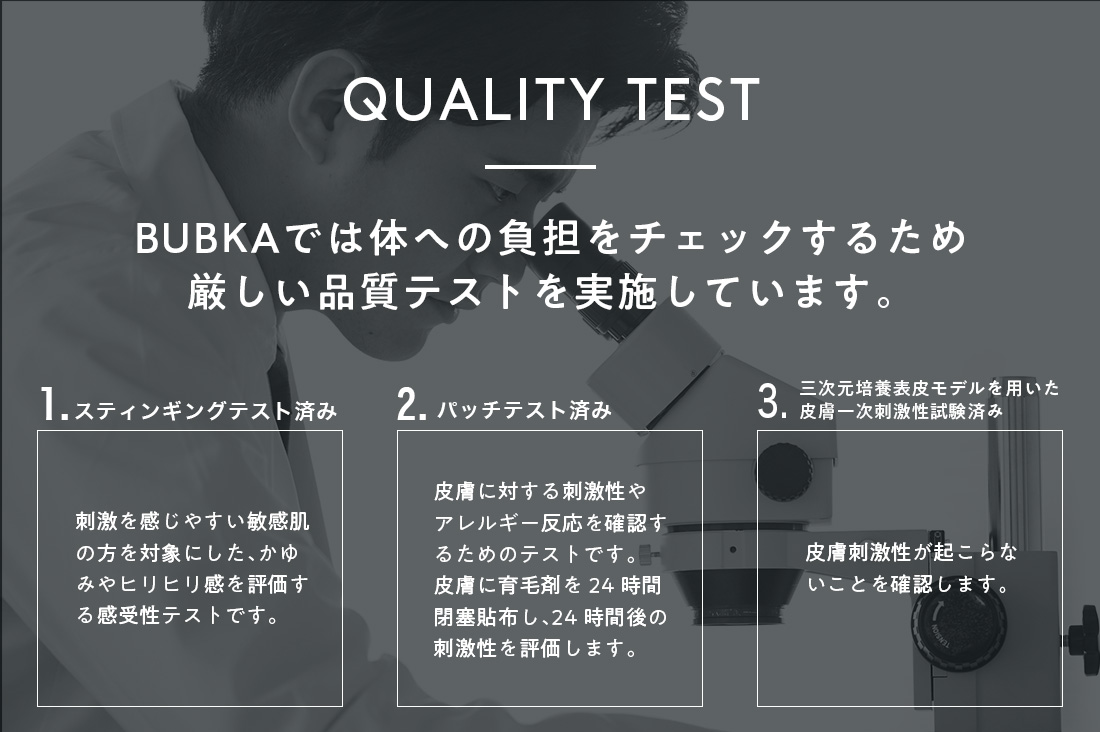 QUALITY TEST
BUBKAでは体への負担をチェックするため
厳しい品質テストを実施しています。
1. スティンギングテスト済み
刺激を感じやすい敏感肌
の方を対象にした、かゆ
みやヒリヒリ感を評価す
る感受性テストです。
2. パッチテスト済み
皮膚に対する刺激性や
アレルギー反応を確認す
るためのテストです。
皮膚に育毛剤を 24 時間
閉塞貼布し、24 時間後の
刺激性を評価します。
3. 三次元培養表皮モデルを用いた
皮膚一次刺激性試験済み
皮膚刺激性が起こらな
いことを確認します。
TENSION